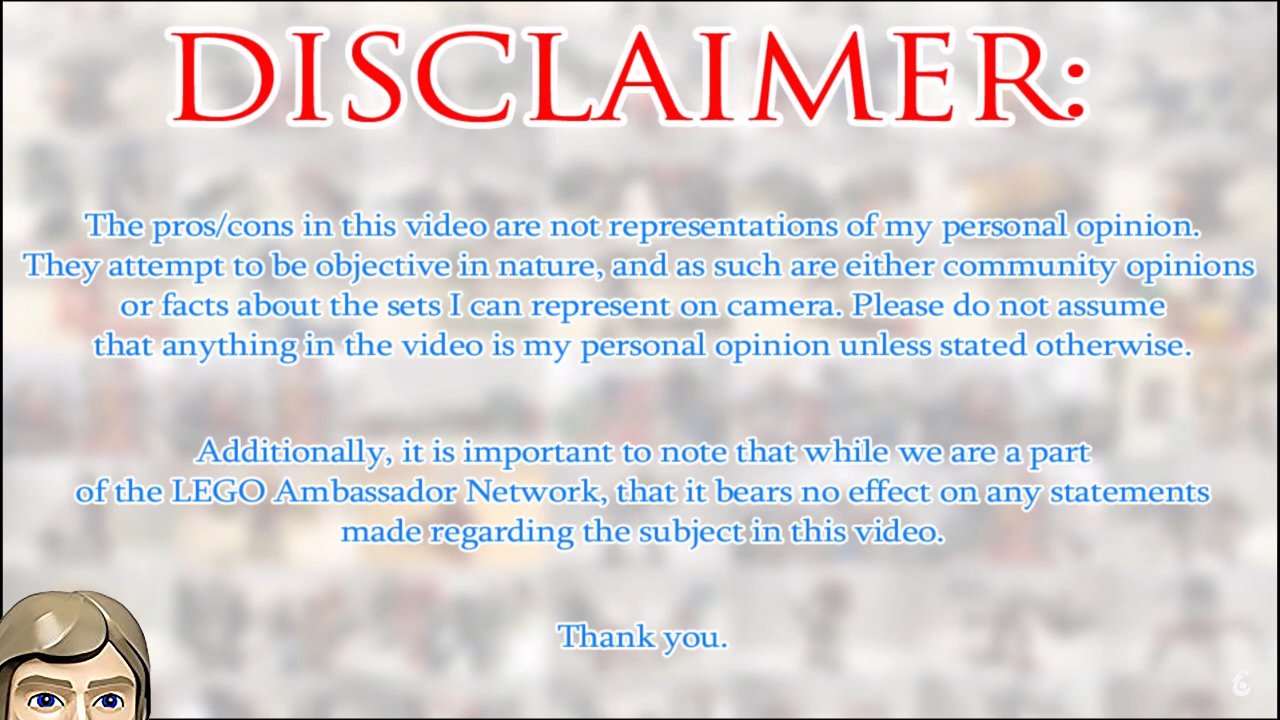 DISCLAIMER:
The pros/cons in this video are not representations of my personal opinion.
They attempt to be objective in nature, and as such are either community opinions
or facts about the sets I can represent on camera. Please do not assume
that anything in the video is my personal opinion unless stated otherwise.
Additionally, it is important to note that while we are a part
of the LEGO Ambassador Network, that it bears no effect on any statements
made regarding the subject in this video.
Thank you.